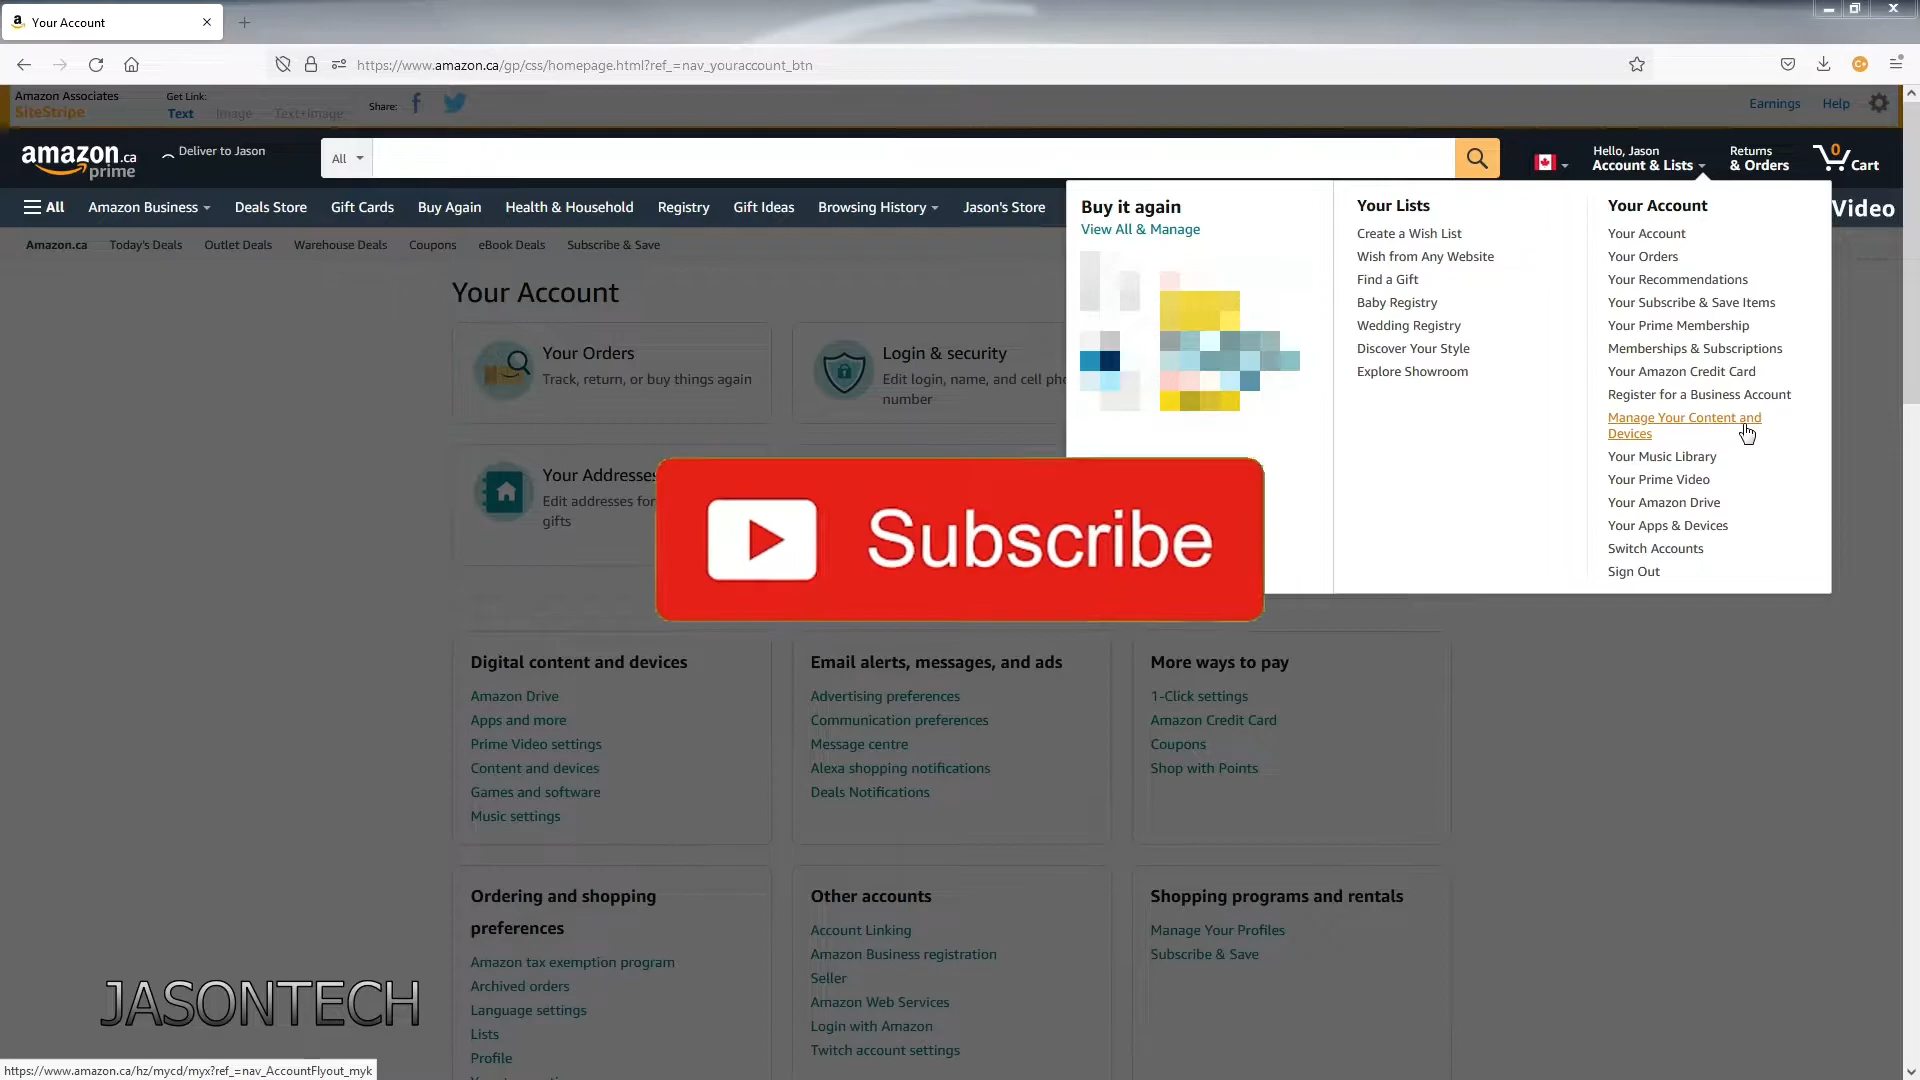 Your Account
https://www.amazon.ca/gp/css/homepage.html?ref_=nav_youraccount_btn
Amazon Associates
SiteStripe
Get Link:
Text
Image
Text+Image
Share:
Earnings
Help
amazon.ca
prime
Deliver to Jason
All
Hello, Jason
Account & Lists
Returns
& Orders
0
Cart
All
Amazon Business
Deals Store
Gift Cards
Buy Again
Health & Household
Registry
Gift Ideas
Browsing History
Jason's Store
Video
Amazon.ca
Today's Deals
Outlet Deals
Warehouse Deals
Coupons
eBook Deals
Subscribe & Save
Buy it again
View All & Manage
Your Lists
Create a Wish List
Wish from Any Website
Find a Gift
Baby Registry
Wedding Registry
Discover Your Style
Explore Showroom
Your Account
Your Account
Your Orders
Your Recommendations
Your Subscribe & Save Items
Your Prime Membership
Memberships & Subscriptions
Your Amazon Credit Card
Register for a Business Account
Manage Your Content and
Devices
Your Music Library
Your Prime Video
Your Amazon Drive
Your Apps & Devices
Switch Accounts
Sign Out
Your Account
Your Orders
Track, return, or buy things again
Login & security
Edit login, name, and cell pho
number
Your Addresses
Edit addresses for
gifts
Subscribe
Digital content and devices
Amazon Drive
Apps and more
Prime Video settings
Content and devices
Games and software
Music settings
Email alerts, messages, and ads
Advertising preferences
Communication preferences
Message centre
Alexa shopping notifications
Deals Notifications
More ways to pay
1-Click settings
Amazon Credit Card
Coupons
Shop with Points
Ordering and shopping
preferences
Amazon tax exemption program
Archived orders
Language settings
Lists
Profile
Other accounts
Account Linking
Amazon Business registration
Seller
Amazon Web Services
Login with Amazon
Twitch account settings
Shopping programs and rentals
Manage Your Profiles
Subscribe & Save
JASONTECH
https://www.amazon.ca/hz/mycd/myx?ref_=nav_AccountFlyout_myk